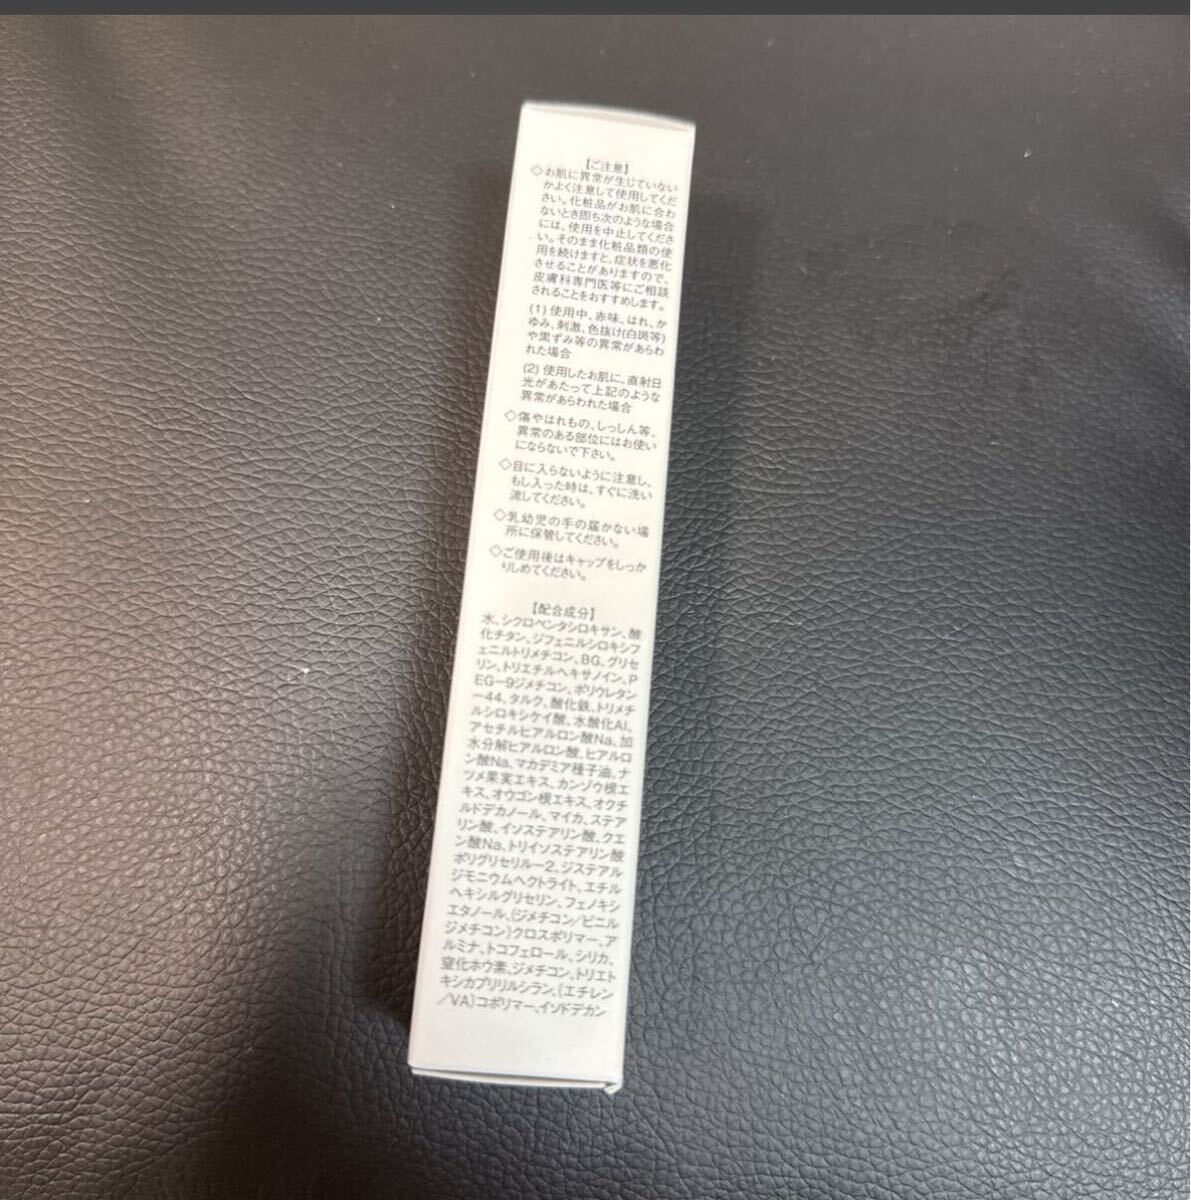 【ご注意】
◇お肌に異常が生じていない
かよく注意して使用してくだ
さい。化粧品がお肌に合わ
ないとき即ち次のような場合
には、使用を中止してくださ
い。そのまま化粧品類の使
用を続けますと、症状を悪化
させることがありますので、
皮膚科専門医等にご相談
されることをおすすめします。
(1) 使用中、赤味、はれ、か
ゆみ、刺激、色抜け(白斑等)
や黒ずみ等の異常があらわ
れた場合
(2) 使用したお肌に、直射日
光があたって上記のような
異常があらわれた場合
◇傷やはれもの、しっしん等、
異常のある部位にはお使い
にならないで下さい。
◇目に入らないように注意し、
もし入った時は、すぐに洗い
流してください。
◇乳幼児の手の届かない場
所に保管してください。
◇ご使用後はキャップをしっか
りしめてください。
【配合成分】
水、シクロペンタシロキサン、酸
化チタン、ジフェニルシロキシフ
ェニルトリメチコン、BG、グリセ
リン、トリエチルヘキサノイン、P
EG－9ジメチコン、ポリウレタン
－44、タルク、酸化鉄、トリメチ
ルシロキシケイ酸、水酸化Al、
アセチルヒアルロン酸Na、加
水分解ヒアルロン酸、ヒアルロ
ン酸Na、マカデミア種子油、ナ
ツメ果実エキス、カンゾウ根エ
キス、オウゴン根エキス、オクチ
ルドデカノール、マイカ、ステア
リン酸、イソステアリン酸、クエ
ン酸Na、トリイソステアリン酸
ポリグリセリル－2、ジステアル
ジモニウムヘクトライト、エチル
ヘキシルグリセリン、フェノキシ
エタノール、(ジメチコン/ビニル
ジメチコン)クロスポリマー、ア
ルミナ、トコフェロール、シリカ、
窒化ホウ素、ジメチコン、トリエト
キシカプリリルシラン、(エチレン
/VA)コポリマー、イソドデカン